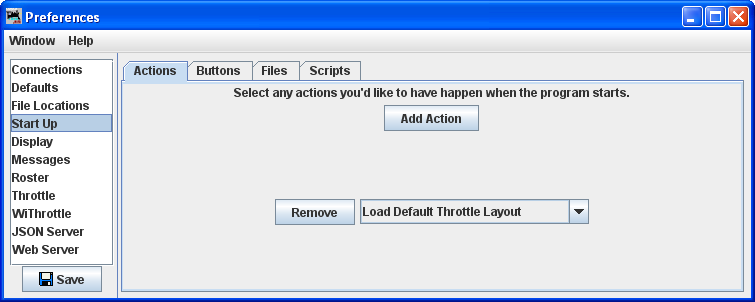 Preferences
Window Help
Connections
Defaults
File Locations
Start Up
Display
Messages
Roster
Throttle
WiThrottle
JSON Server
Web Server
Save
Actions Buttons Files Scripts
Select any actions you'd like to have happen when the program starts.
Add Action
Remove Load Default Throttle Layout